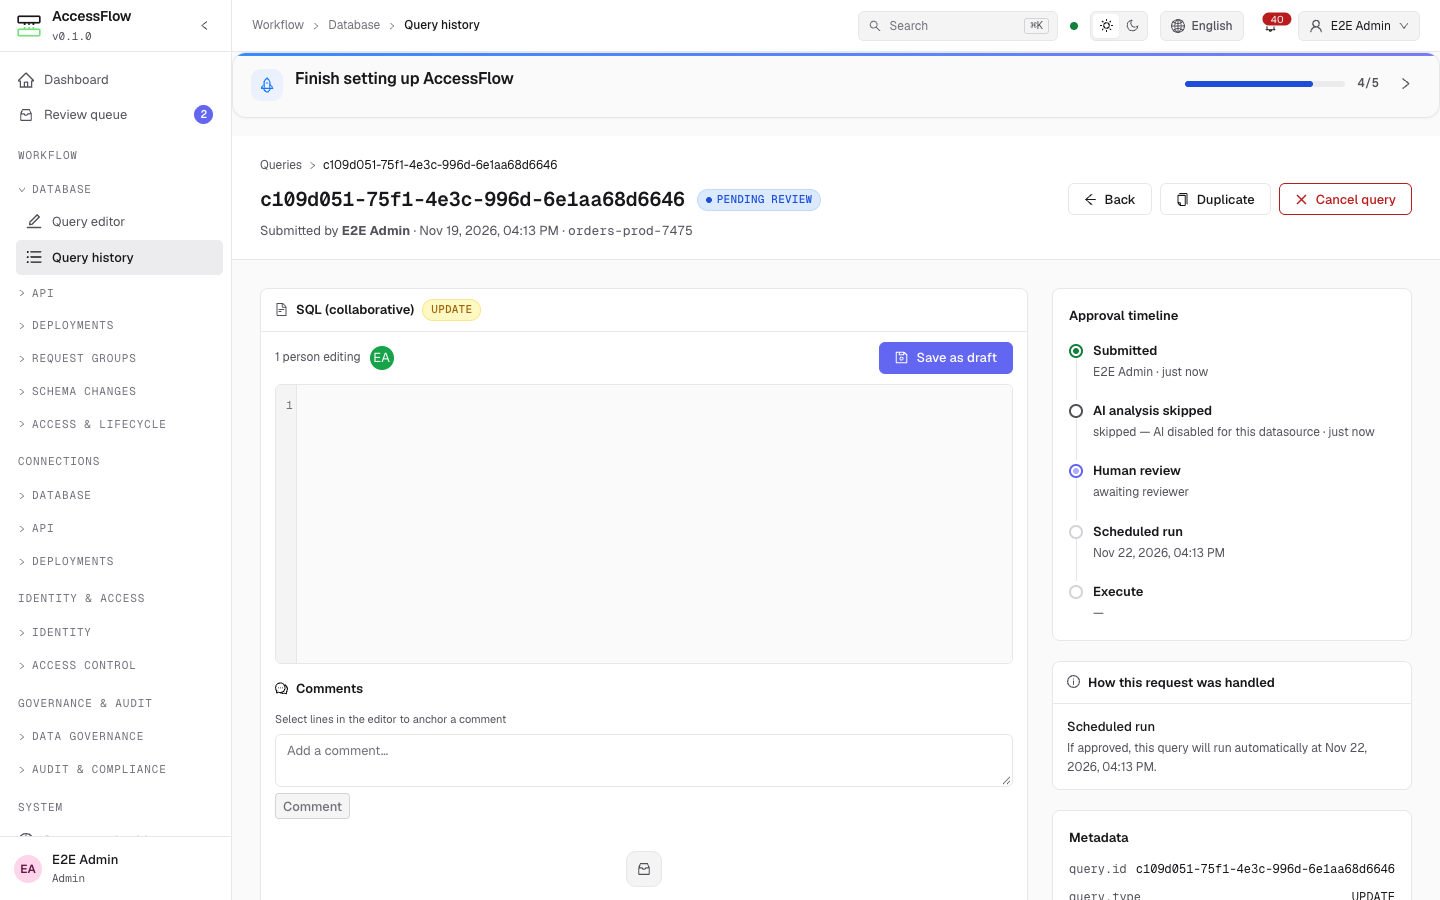 AccessFlow
v0.1.0
Workflow > Database > Query history
Search
⌘K
English
40
E2E Admin
Dashboard
Review queue
2
WORKFLOW
DATABASE
Query editor
Query history
API
DEPLOYMENTS
REQUEST GROUPS
SCHEMA CHANGES
ACCESS & LIFECYCLE
CONNECTIONS
DATABASE
API
DEPLOYMENTS
IDENTITY & ACCESS
IDENTITY
ACCESS CONTROL
GOVERNANCE & AUDIT
DATA GOVERNANCE
AUDIT & COMPLIANCE
SYSTEM
EA
E2E Admin
Admin
Finish setting up AccessFlow
4/5
Queries > c109d051-75f1-4e3c-996d-6e1aa68d6646
c109d051-75f1-4e3c-996d-6e1aa68d6646
PENDING REVIEW
Back
Duplicate
Cancel query
Submitted by E2E Admin · Nov 19, 2026, 04:13 PM · orders-prod-7475
SQL (collaborative)
UPDATE
1 person editing
EA
Save as draft
1
Comments
Select lines in the editor to anchor a comment
Add a comment…
Comment
Approval timeline
Submitted
E2E Admin · just now
AI analysis skipped
skipped — AI disabled for this datasource · just now
Human review
awaiting reviewer
Scheduled run
Nov 22, 2026, 04:13 PM
Execute
—
How this request was handled
Scheduled run
If approved, this query will run automatically at Nov 22,
2026, 04:13 PM.
Metadata
query.id c109d051-75f1-4e3c-996d-6e1aa68d6646
query.type UPDATE